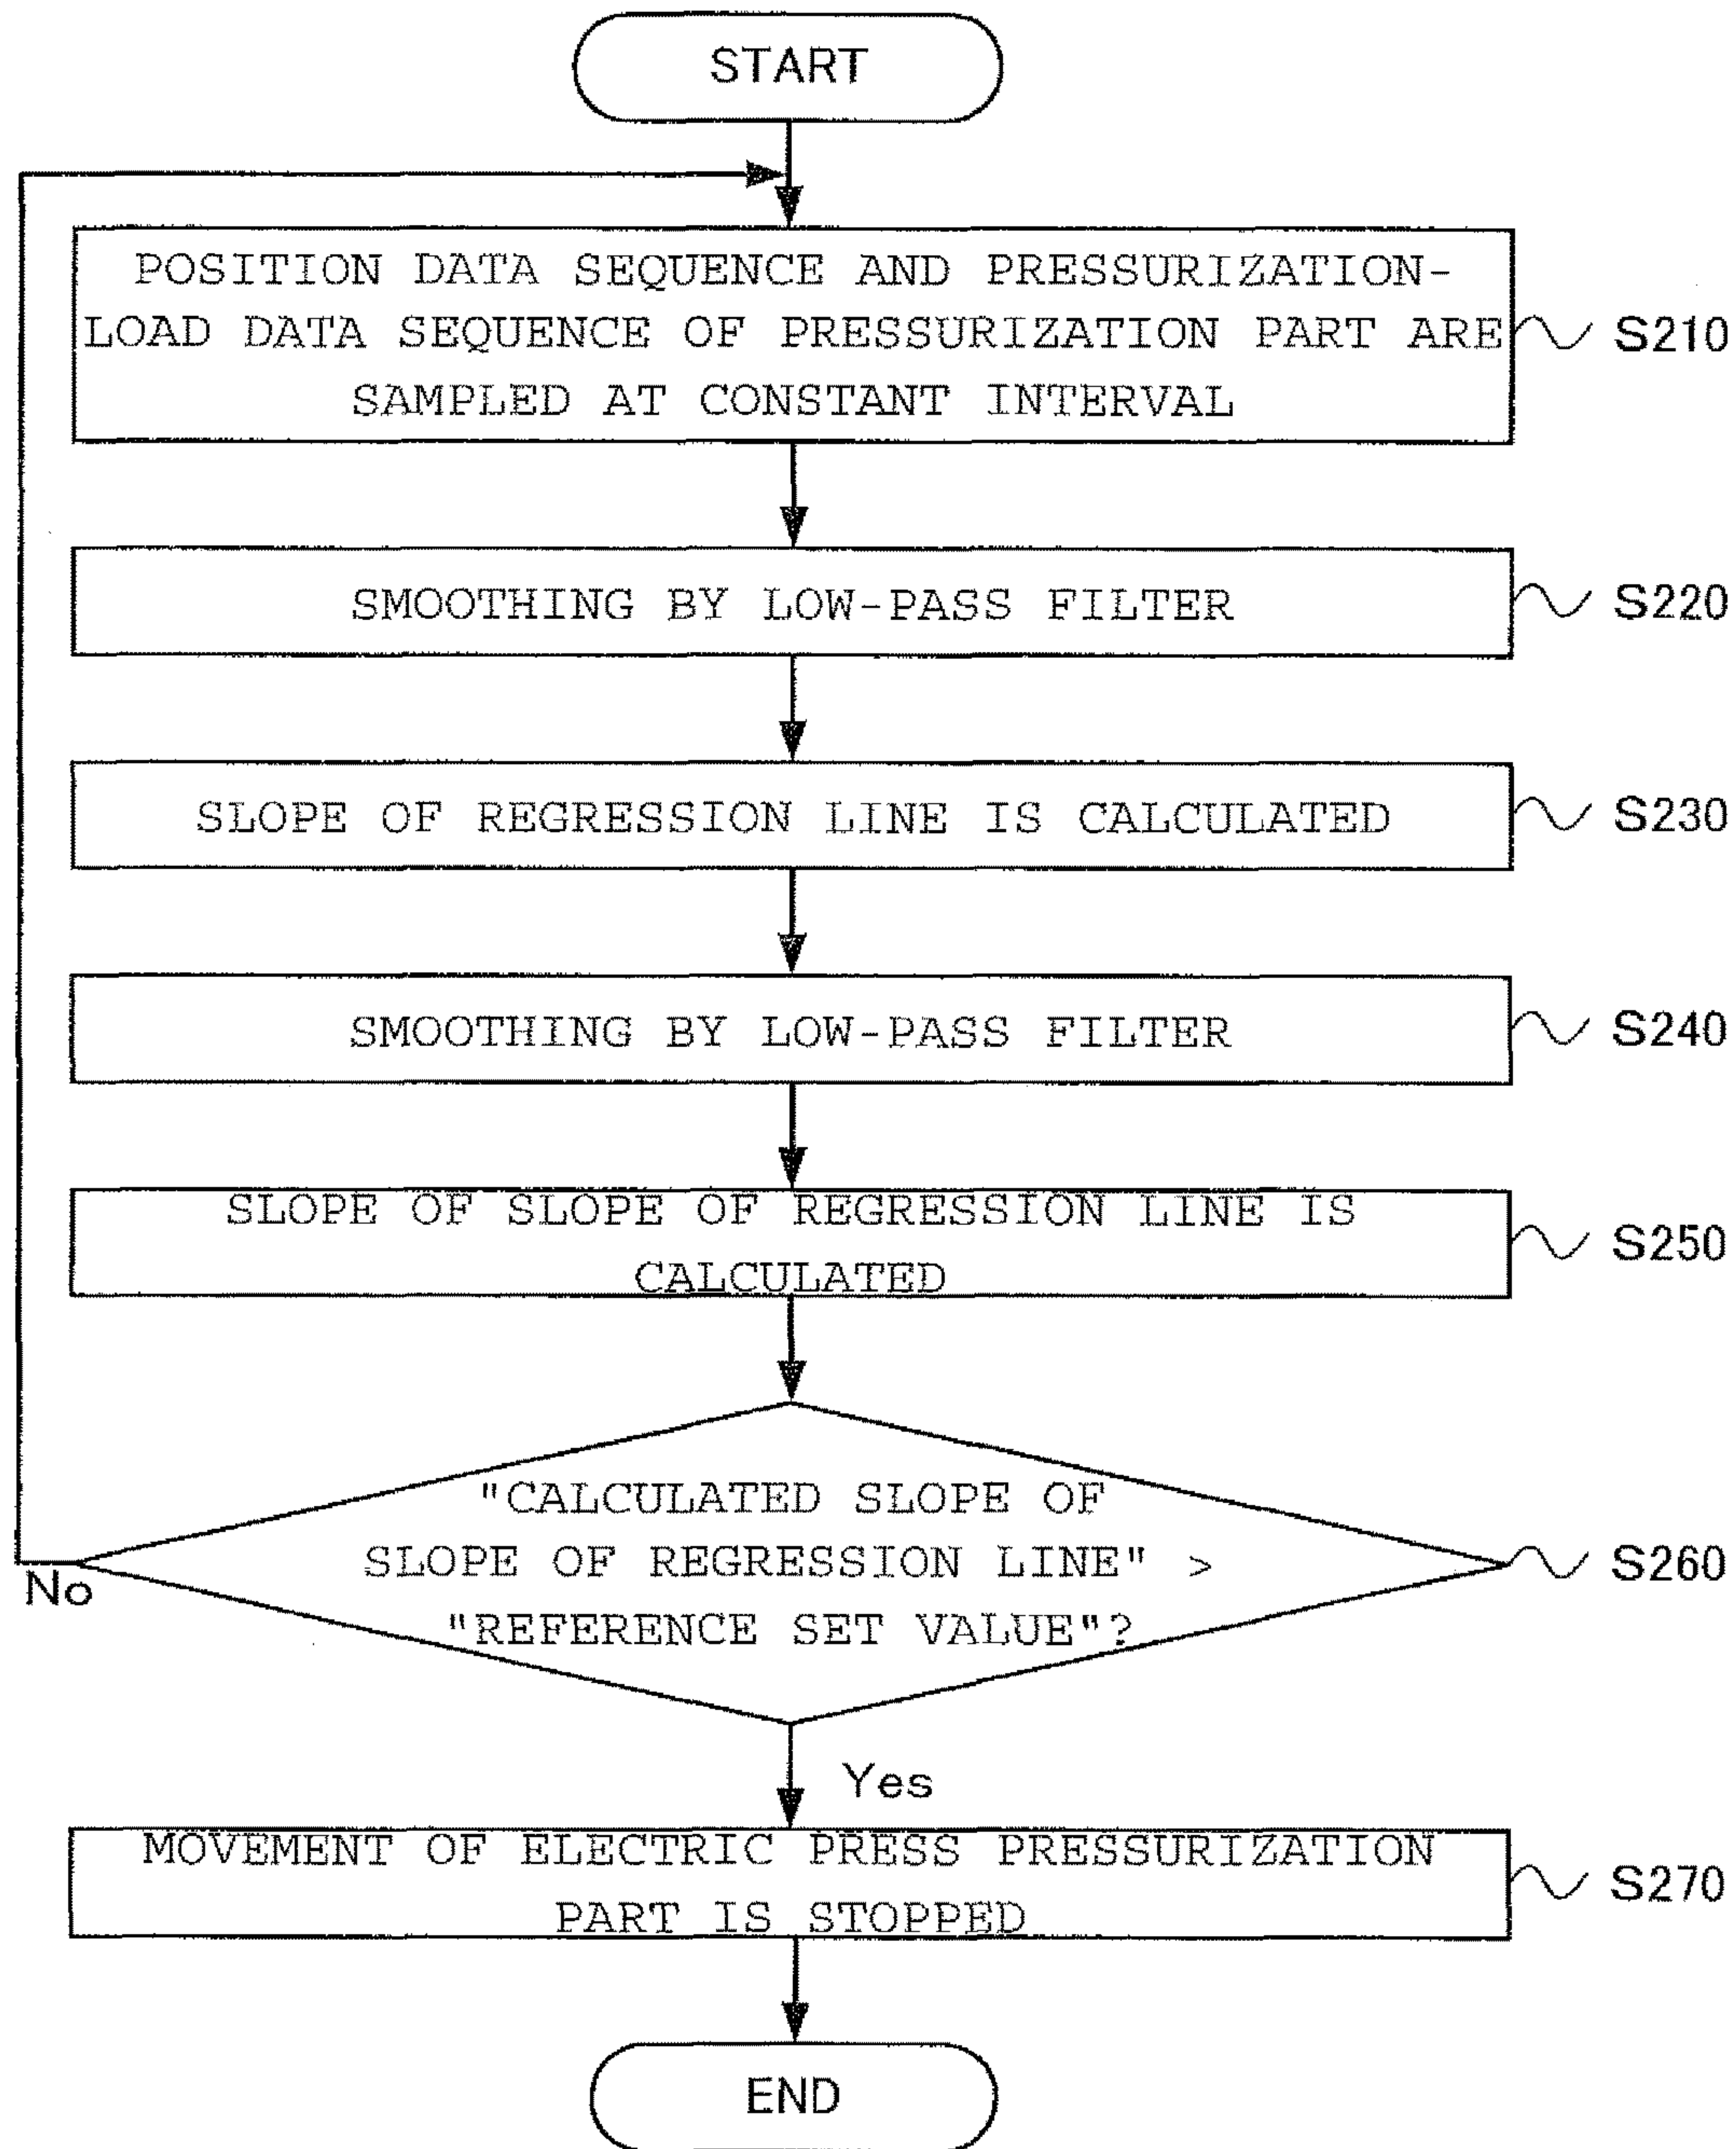 START
POSITION DATA SEQUENCE AND PRESSURIZATION-
LOAD DATA SEQUENCE OF PRESSURIZATION PART ARE
SAMPLED AT CONSTANT INTERVAL
S210
SMOOTHING BY LOW-PASS FILTER
S220
SLOPE OF REGRESSION LINE IS CALCULATED
S230
SMOOTHING BY LOW-PASS FILTER
S240
SLOPE OF SLOPE OF REGRESSION LINE IS
CALCULATED
S250
"CALCULATED SLOPE OF
SLOPE OF REGRESSION LINE" >
"REFERENCE SET VALUE"?
S260
No
Yes
MOVEMENT OF ELECTRIC PRESS PRESSURIZATION
PART IS STOPPED
S270
END